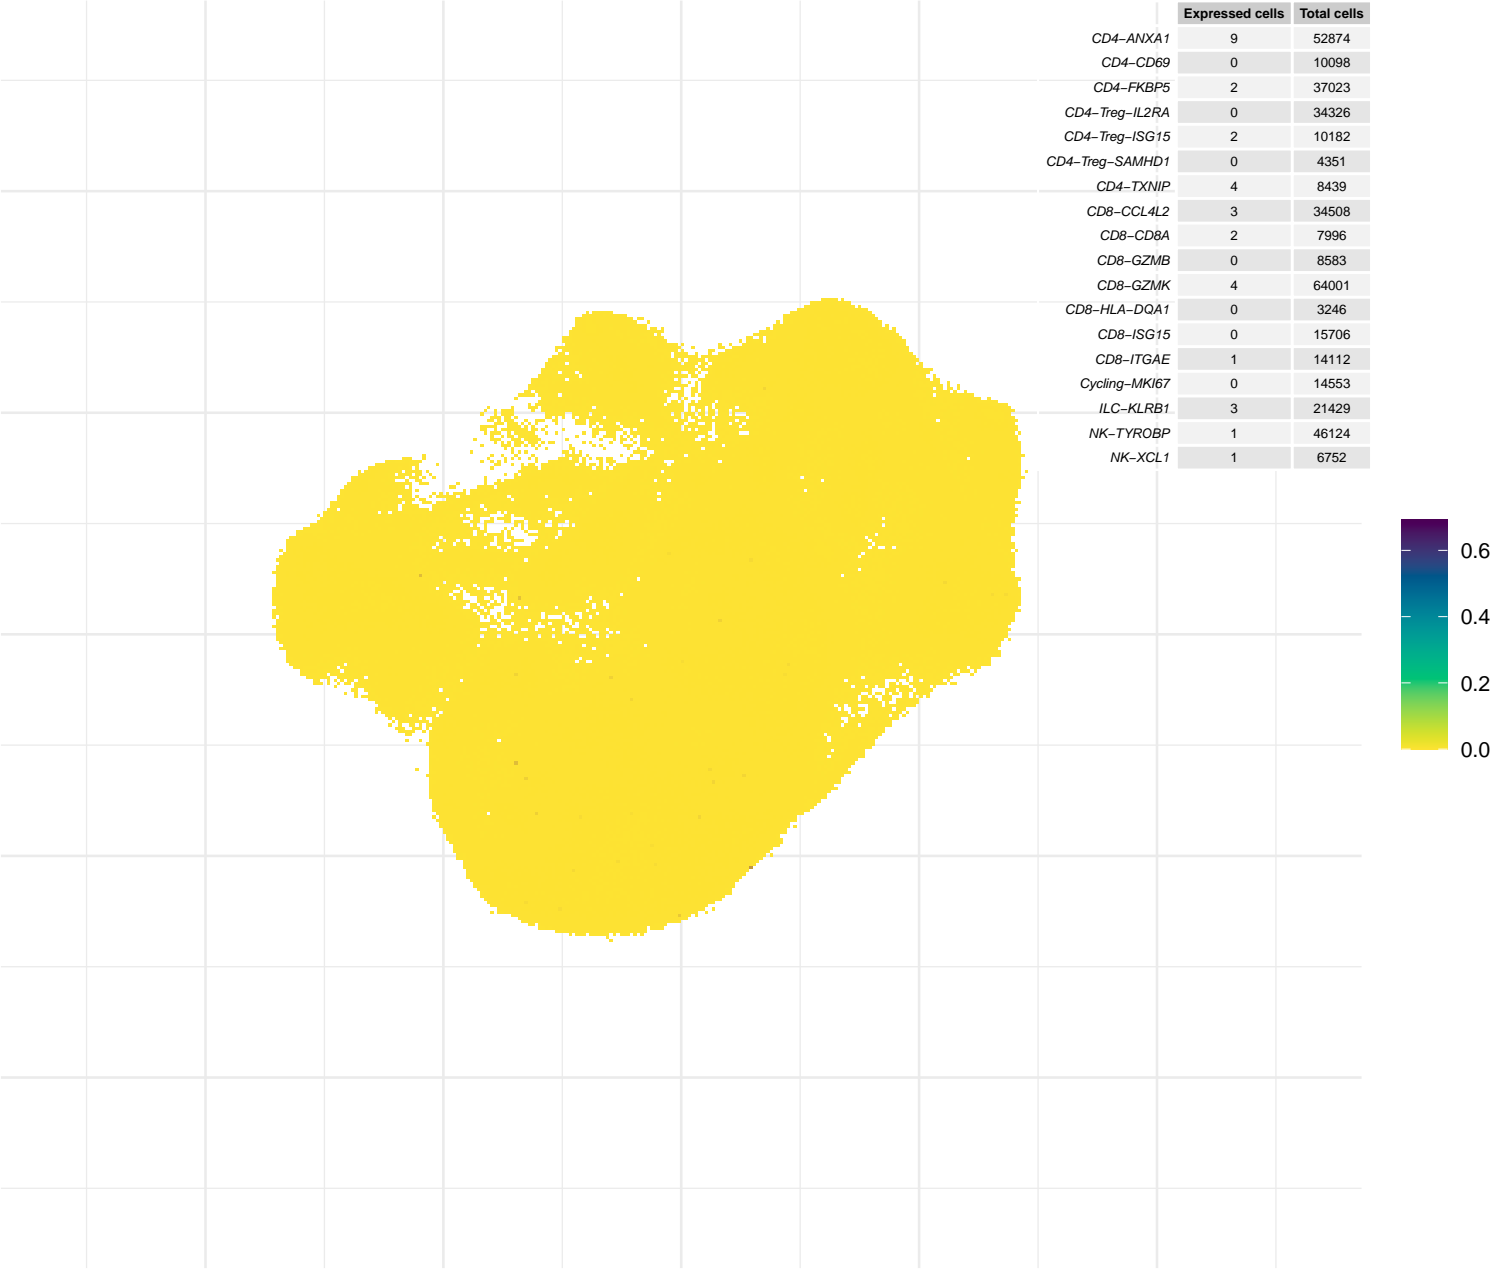 Expressed cells Total cells
CD4−ANXA1 9 52874
CD4−CD69 0 10098
CD4−FKBP5 2 37023
CD4−Treg−IL2RA 0 34326
CD4−Treg−ISG15 2 10182
CD4−Treg−SAMHD1 0 4351
CD4−TXNIP 4 8439
CD8−CCL4L2 3 34508
CD8−CD8A 2 7996
CD8−GZMB 0 8583
CD8−GZMK 4 64001
CD8−HLA−DQA1 0 3246
CD8−ISG15 0 15706
CD8−ITGAE 1 14112
Cycling−MKI67 0 14553
ILC−KLRB1 3 21429
NK−TYROBP 1 46124
NK−XCL1 1 6752
0.6
0.4
0.2
0.0